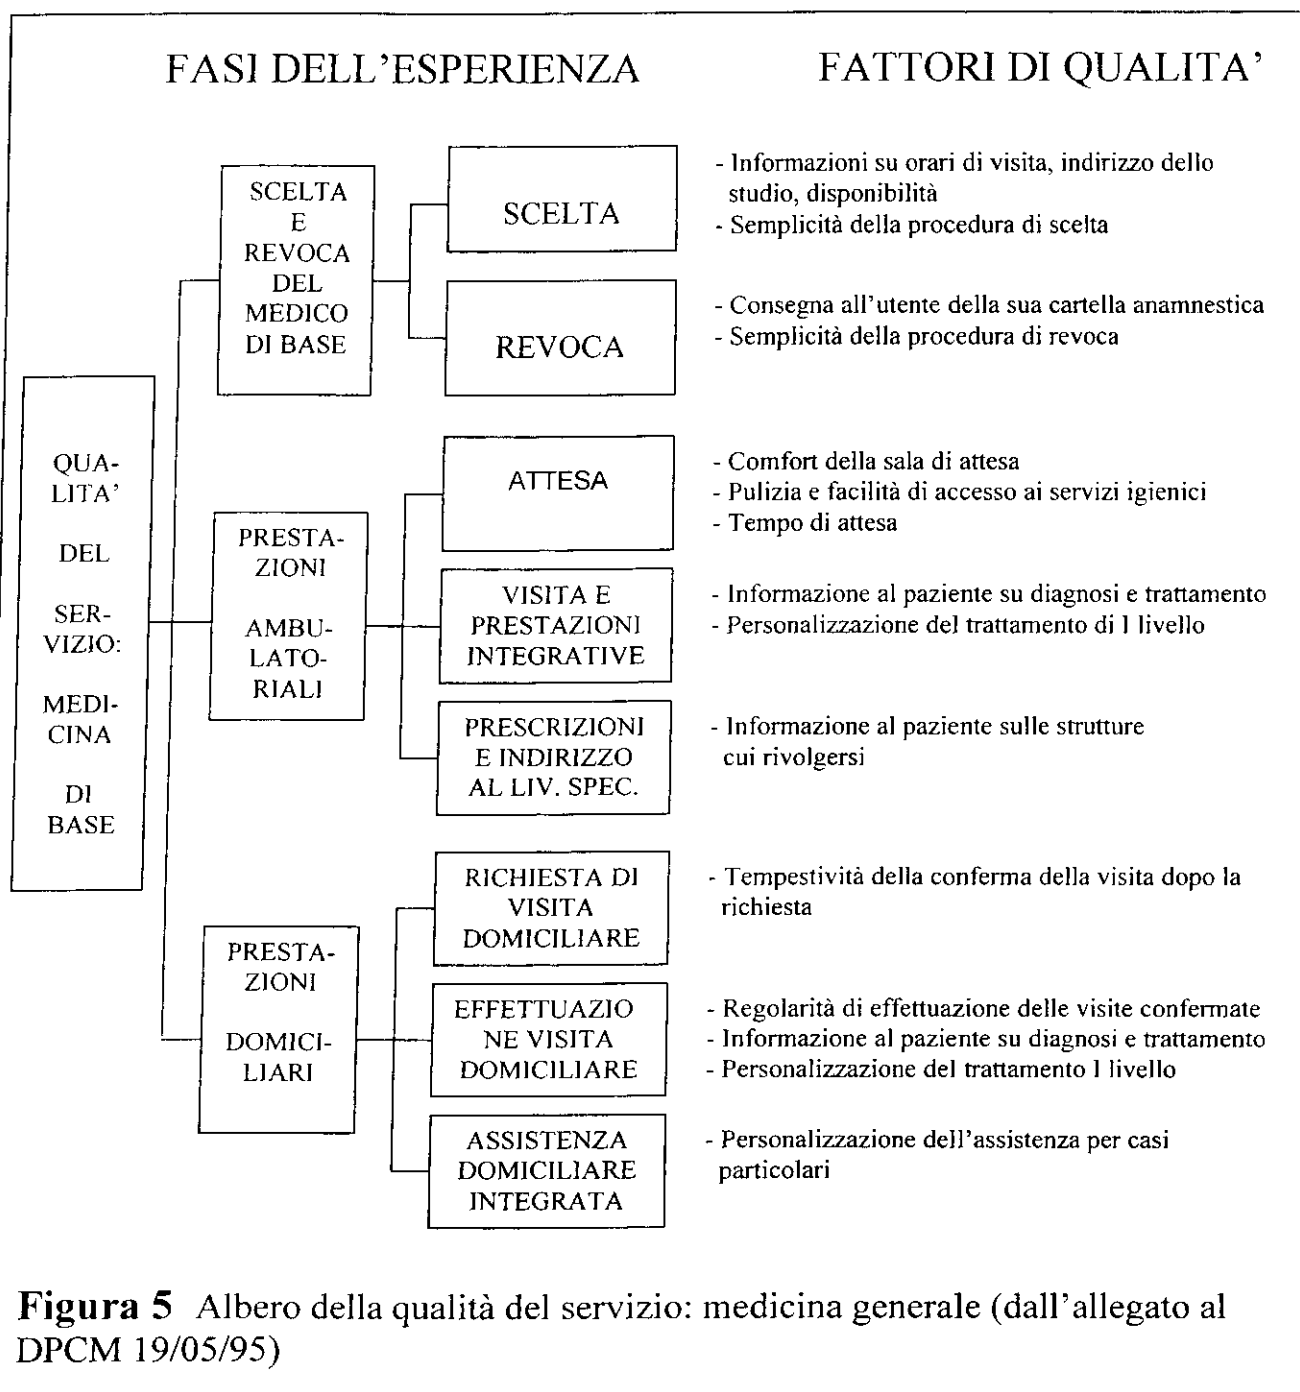 FASI DELL'ESPERIENZA
FATTORI DI QUALITA'
QUA-
LITA'
DEL
SER-
VIZIO:
MEDI-
CINA
DI
BASE
SCELTA
E
REVOCA
DEL
MEDICO
DI BASE
SCELTA
- Informazioni su orari di visita, indirizzo dello
studio, disponibilità
- Semplicità della procedura di scelta
REVOCA
- Consegna all'utente della sua cartella anamnestica
- Semplicità della procedura di revoca
PRESTA-
ZIONI
AMBU-
LATO-
RIALI
ATTESA
- Comfort della sala di attesa
- Pulizia e facilità di accesso ai servizi igienici
- Tempo di attesa
VISITA E
PRESTAZIONI
INTEGRATIVE
- Informazione al paziente su diagnosi e trattamento
- Personalizzazione del trattamento di I livello
PRESCRIZIONI
E INDIRIZZO
AL LIV. SPEC.
- Informazione al paziente sulle strutture
cui rivolgersi
PRESTA-
ZIONI
DOMICI-
LIARI
RICHIESTA DI
VISITA
DOMICILIARE
- Tempestività della conferma della visita dopo la
richiesta
EFFETTUAZIO
NE VISITA
DOMICILIARE
- Regolarità di effettuazione delle visite confermate
- Informazione al paziente su diagnosi e trattamento
- Personalizzazione del trattamento I livello
ASSISTENZA
DOMICILIARE
INTEGRATA
- Personalizzazione dell'assistenza per casi
particolari
Figura 5 Albero della qualità del servizio: medicina generale (dall'allegato al
DPCM 19/05/95)